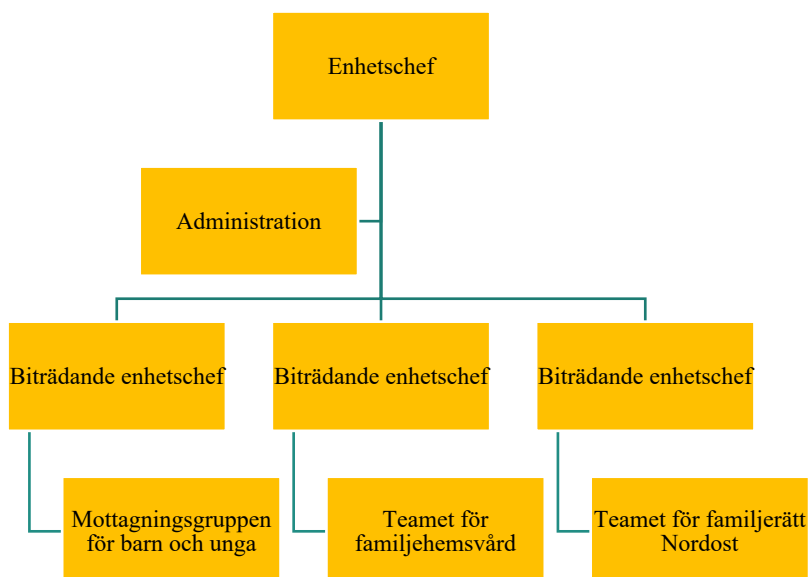 Enhetschef
Administration
Biträdande enhetschef
Biträdande enhetschef
Biträdande enhetschef
Mottagningsgruppen
för barn och unga
Teamet för
familjehemsvård
Teamet för familjerätt
Nordost